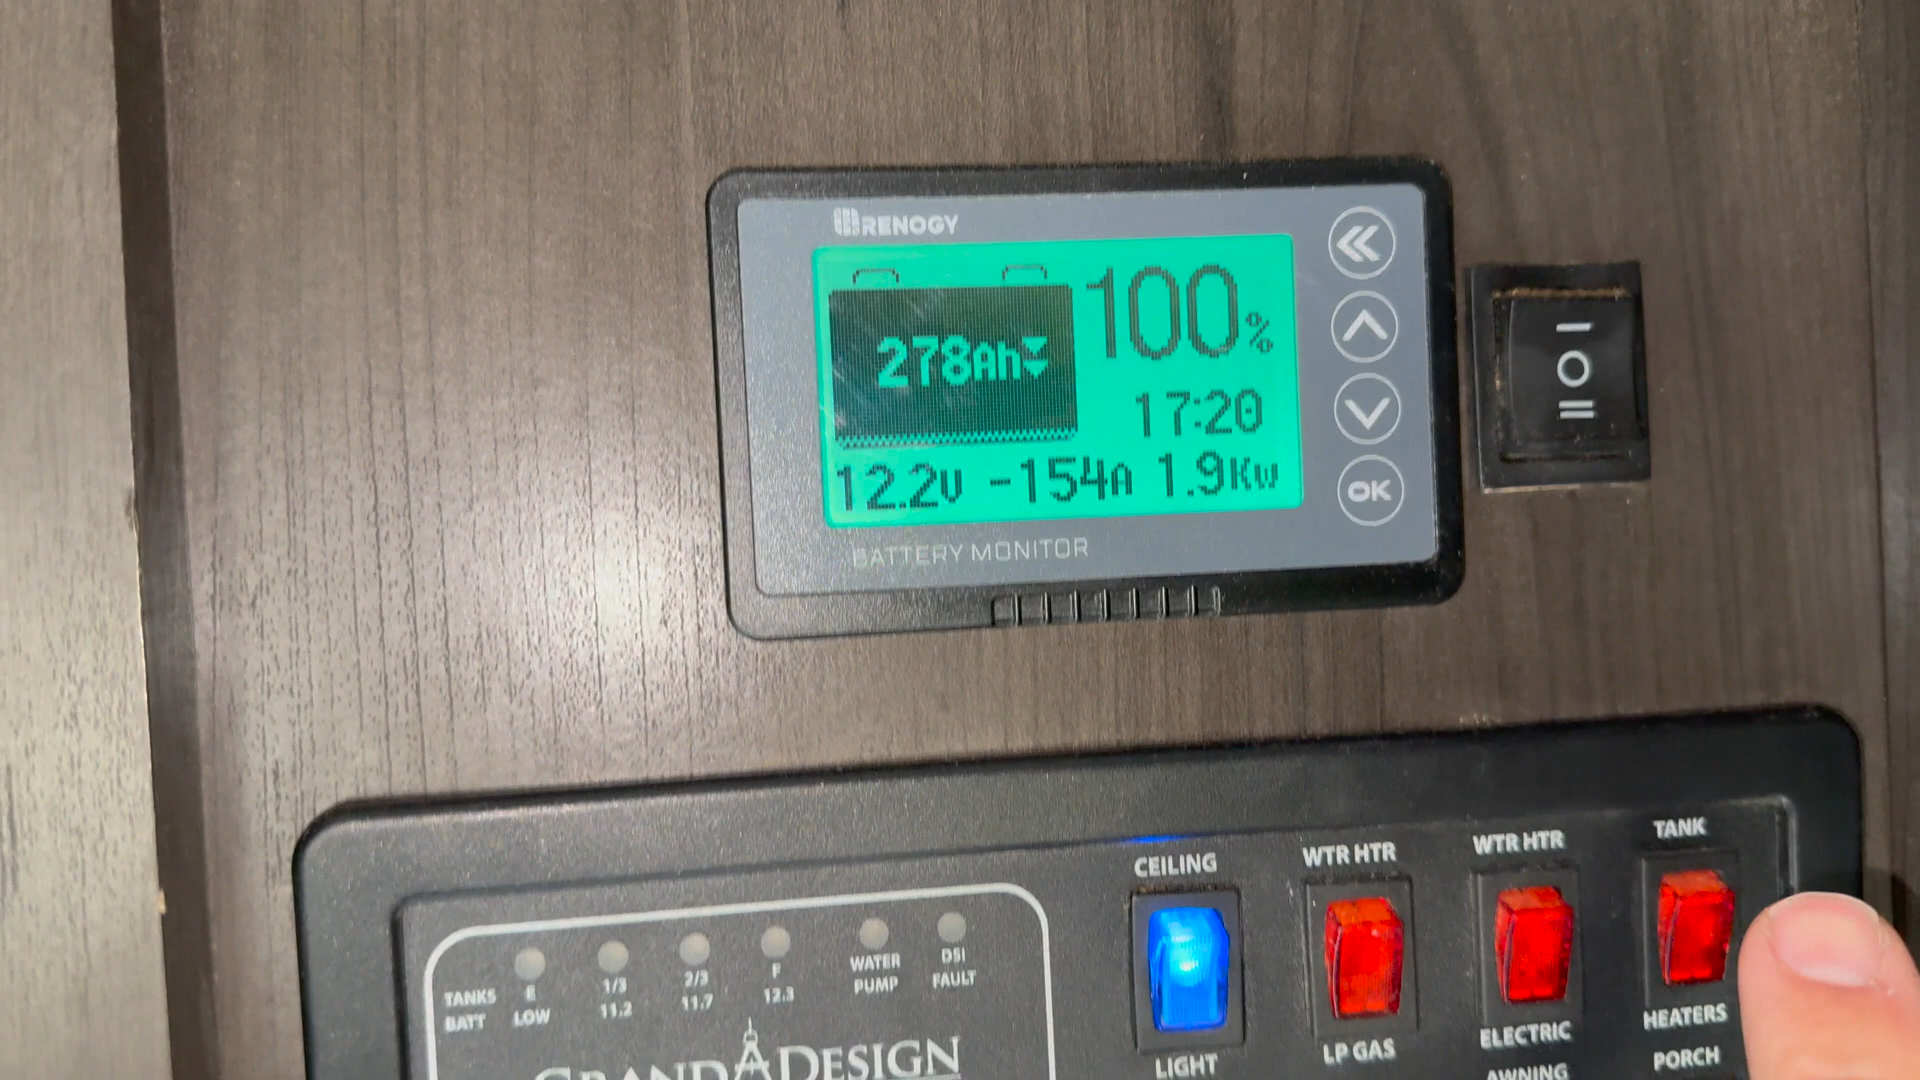 RENOGY
278Ah
100%
17:20
12.2V -154A 1.9Kw
OK
BATTERY MONITOR
TANKS E 1/3 2/3 F WATER PUMP DSI FAULT
BATT LOW 11.2 11.7 12.3
GRAND DESIGN
CEILING LIGHT
WTR HTR LP GAS
WTR HTR ELECTRIC
TANK HEATERS
AWNING
PORCH